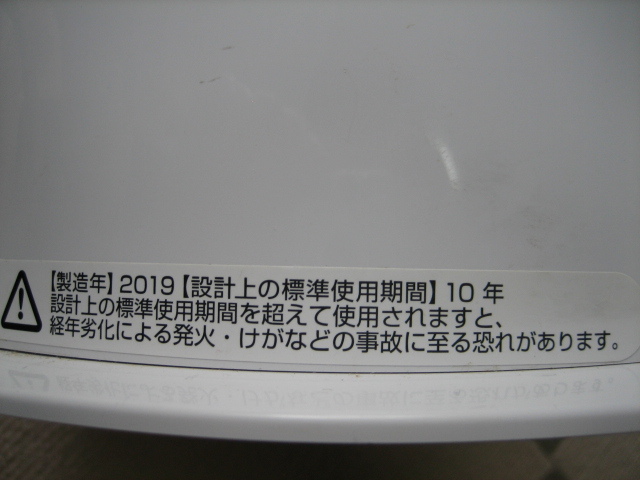 【製造年】2019【設計上の標準使用期間】10 年
設計上の標準使用期間を超えて使用されますと、
経年劣化による発火・けがなどの事故に至る恐れがあります。